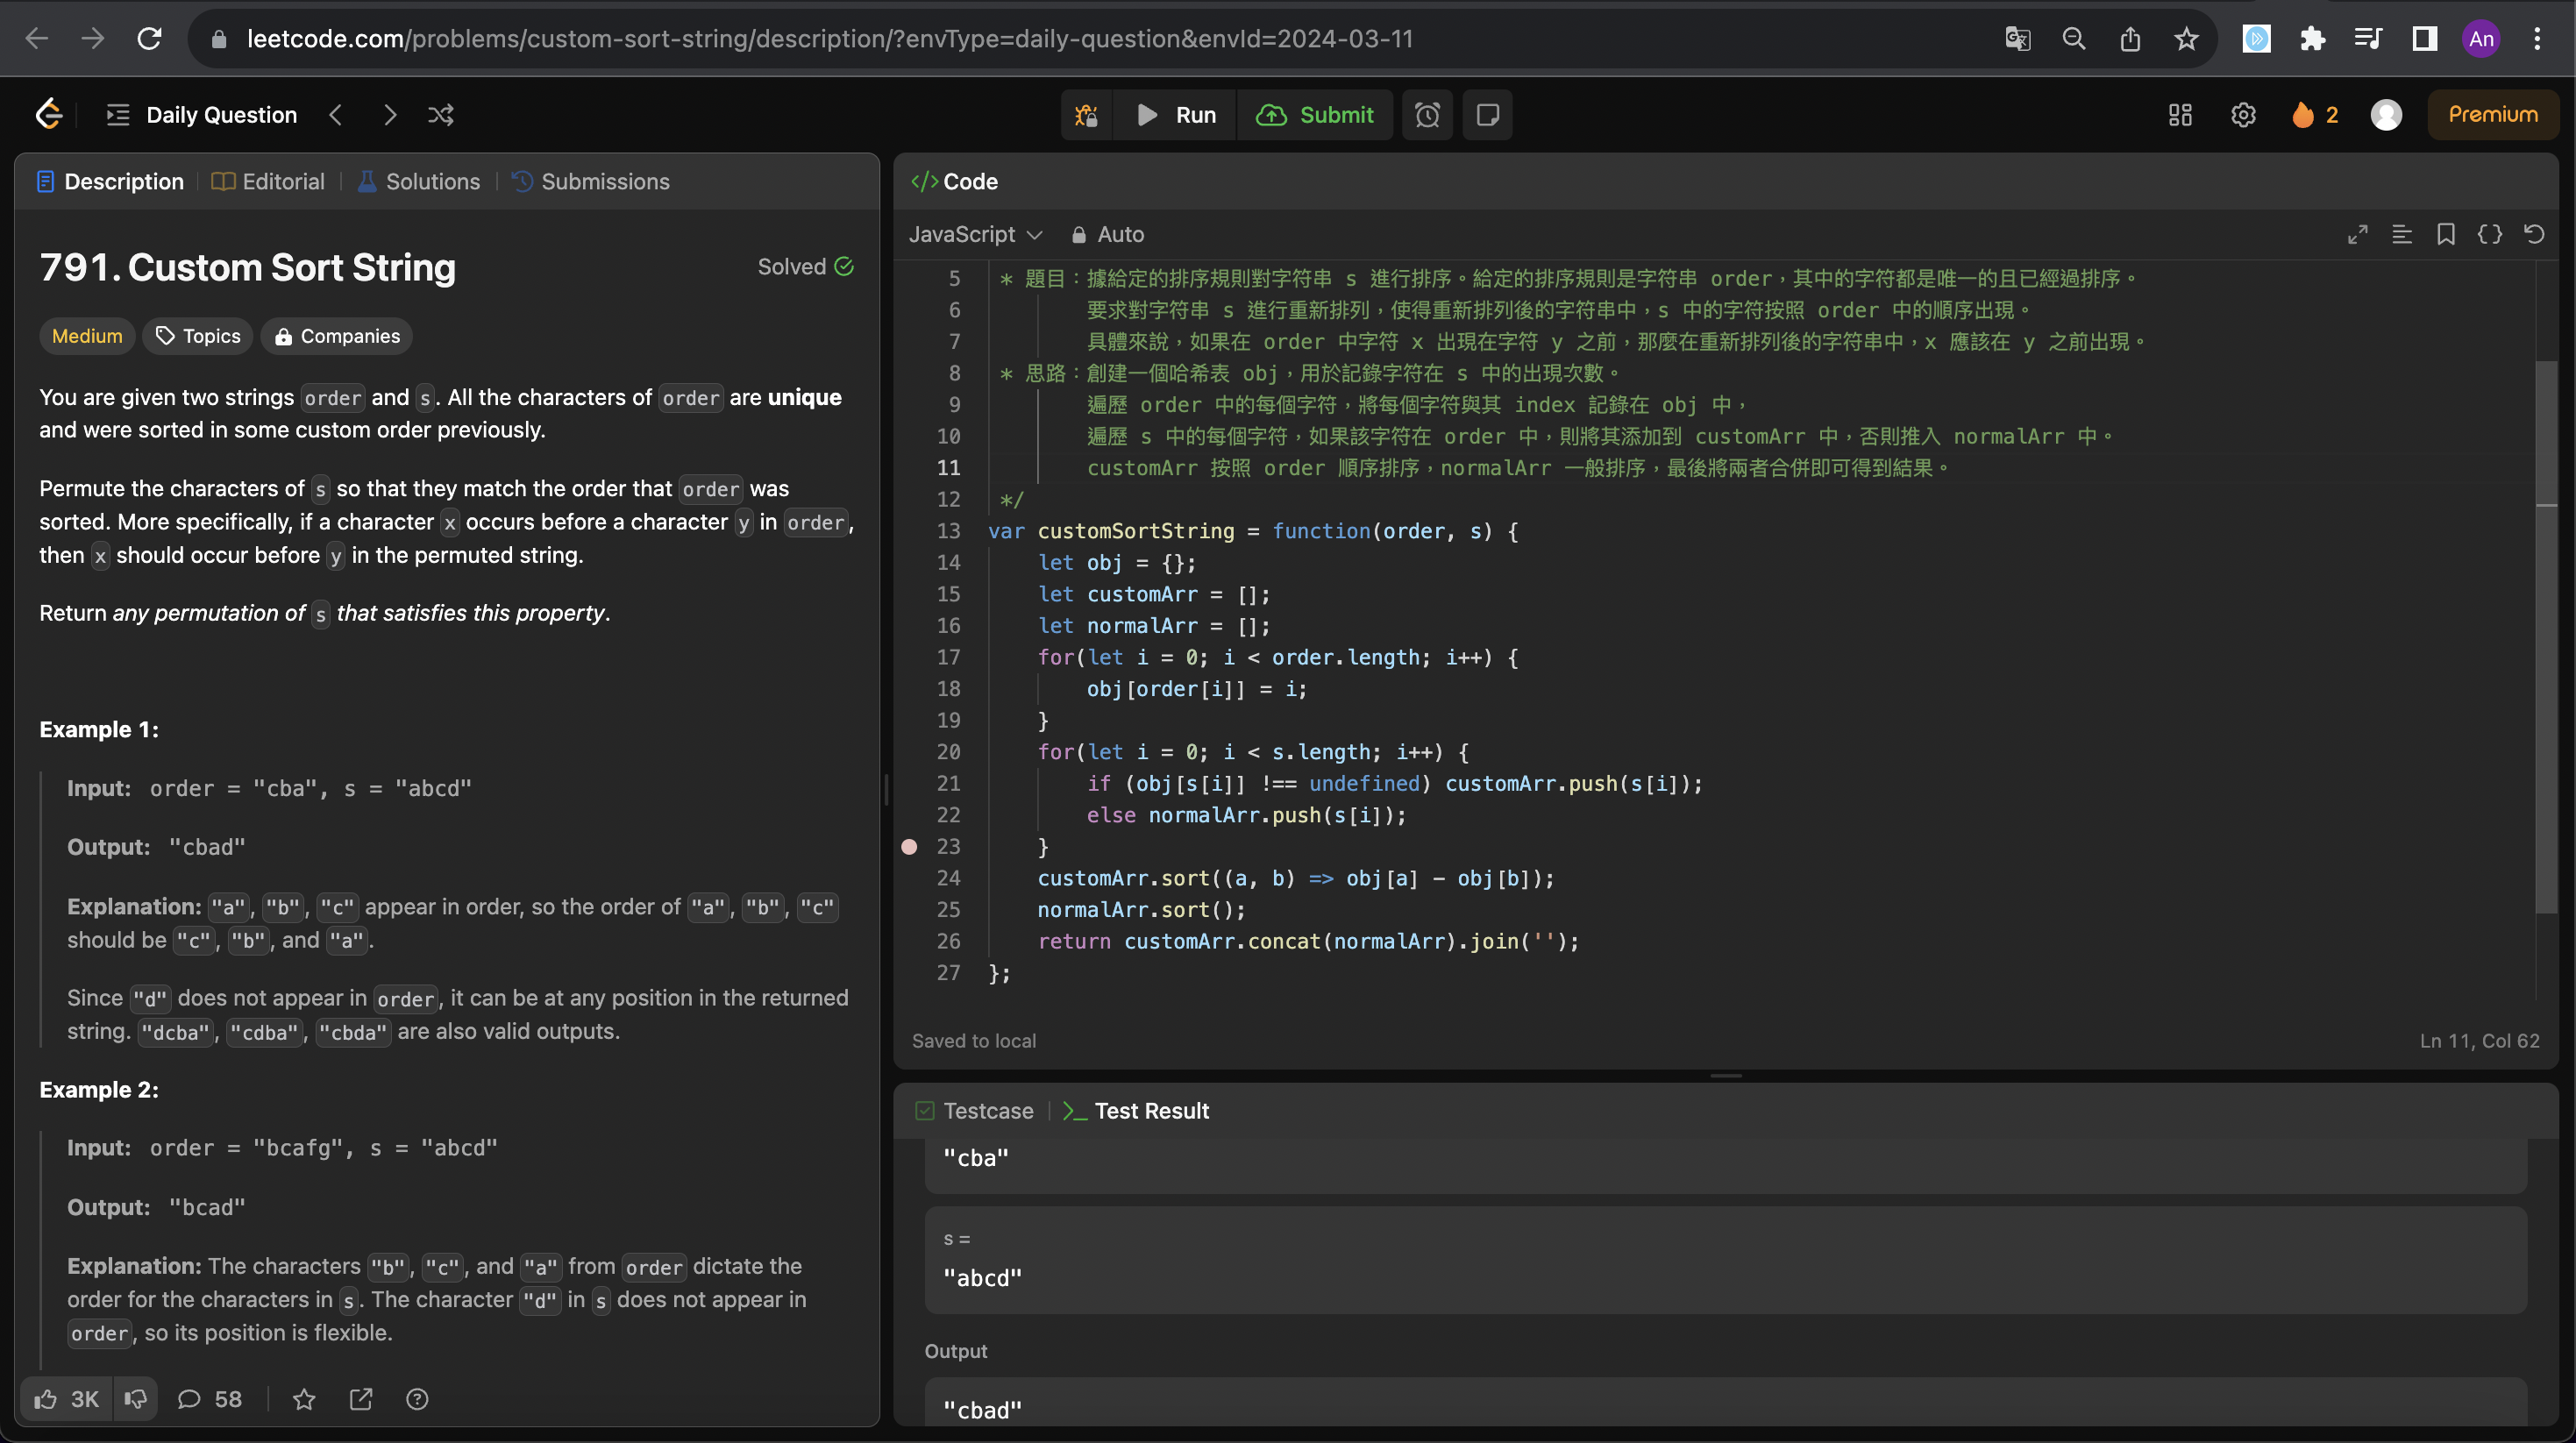 leetcode.com/problems/custom-sort-string/description/?envType=daily-question&envId=2024-03-11
An
Daily Question
Run
Submit
2
Premium
Description
Editorial
Solutions
Submissions
791. Custom Sort String
Solved
Medium
Topics
Companies
You are given two strings order and s. All the characters of order are unique
and were sorted in some custom order previously.
Permute the characters of s so that they match the order that order was
sorted. More specifically, if a character x occurs before a character y in order,
then x should occur before y in the permuted string.
Return any permutation of s that satisfies this property.
Example 1:
Input: order = "cba", s = "abcd"
Output: "cbad"
Explanation: "a", "b", "c" appear in order, so the order of "a", "b", "c"
should be "c", "b", and "a".
Since "d" does not appear in order, it can be at any position in the returned
string. "dcba", "cdba", "cbda" are also valid outputs.
Example 2:
Input: order = "bcafg", s = "abcd"
Output: "bcad"
Explanation: The characters "b", "c", and "a" from order dictate the
order for the characters in s. The character "d" in s does not appear in
order, so its position is flexible.
3K
58
</> Code
JavaScript
Auto
5 * 題目：據給定的排序規則對字符串 s 進行排序。給定的排序規則是字符串 order，其中的字符都是唯一的且已經過排序。
6 要求對字符串 s 進行重新排列，使得重新排列後的字符串中，s 中的字符按照 order 中的順序出現。
7 具體來說，如果在 order 中字符 x 出現在字符 y 之前，那麼在重新排列後的字符串中，x 應該在 y 之前出現。
8 * 思路：創建一個哈希表 obj，用於記錄字符在 s 中的出現次數。
9 遍歷 order 中的每個字符，將每個字符與其 index 記錄在 obj 中，
10 遍歷 s 中的每個字符，如果該字符在 order 中，則將其添加到 customArr 中，否則推入 normalArr 中。
11 customArr 按照 order 順序排序，normalArr 一般排序，最後將兩者合併即可得到結果。
12 */
13 var customSortString = function(order, s) {
14 let obj = {};
15 let customArr = [];
16 let normalArr = [];
17 for(let i = 0; i < order.length; i++) {
18 obj[order[i]] = i;
19 }
20 for(let i = 0; i < s.length; i++) {
21 if (obj[s[i]] !== undefined) customArr.push(s[i]);
22 else normalArr.push(s[i]);
23 }
24 customArr.sort((a, b) => obj[a] - obj[b]);
25 normalArr.sort();
26 return customArr.concat(normalArr).join('');
27 };
Saved to local
Ln 11, Col 62
Testcase
Test Result
"cba"
s =
"abcd"
Output
"cbad"